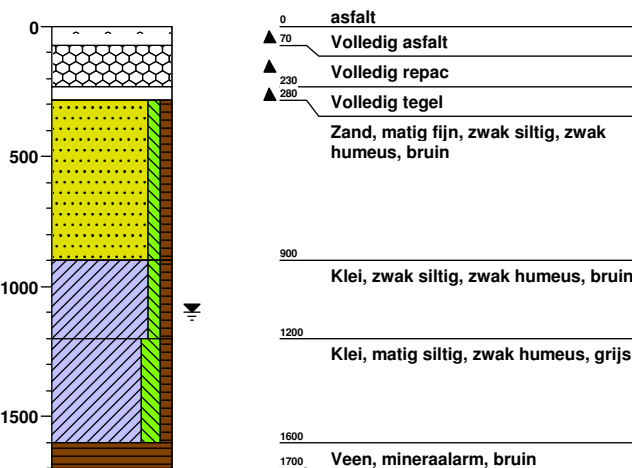 0
500
1000
1500
0 asfalt
70 Volledig asfalt
Volledig repac
230
280 Volledig tegel
Zand, matig fijn, zwak siltig, zwak
humeus, bruin
900
Klei, zwak siltig, zwak humeus, bruin
1200
Klei, matig siltig, zwak humeus, grijs
1600
Veen, mineraalarm, bruin
1700